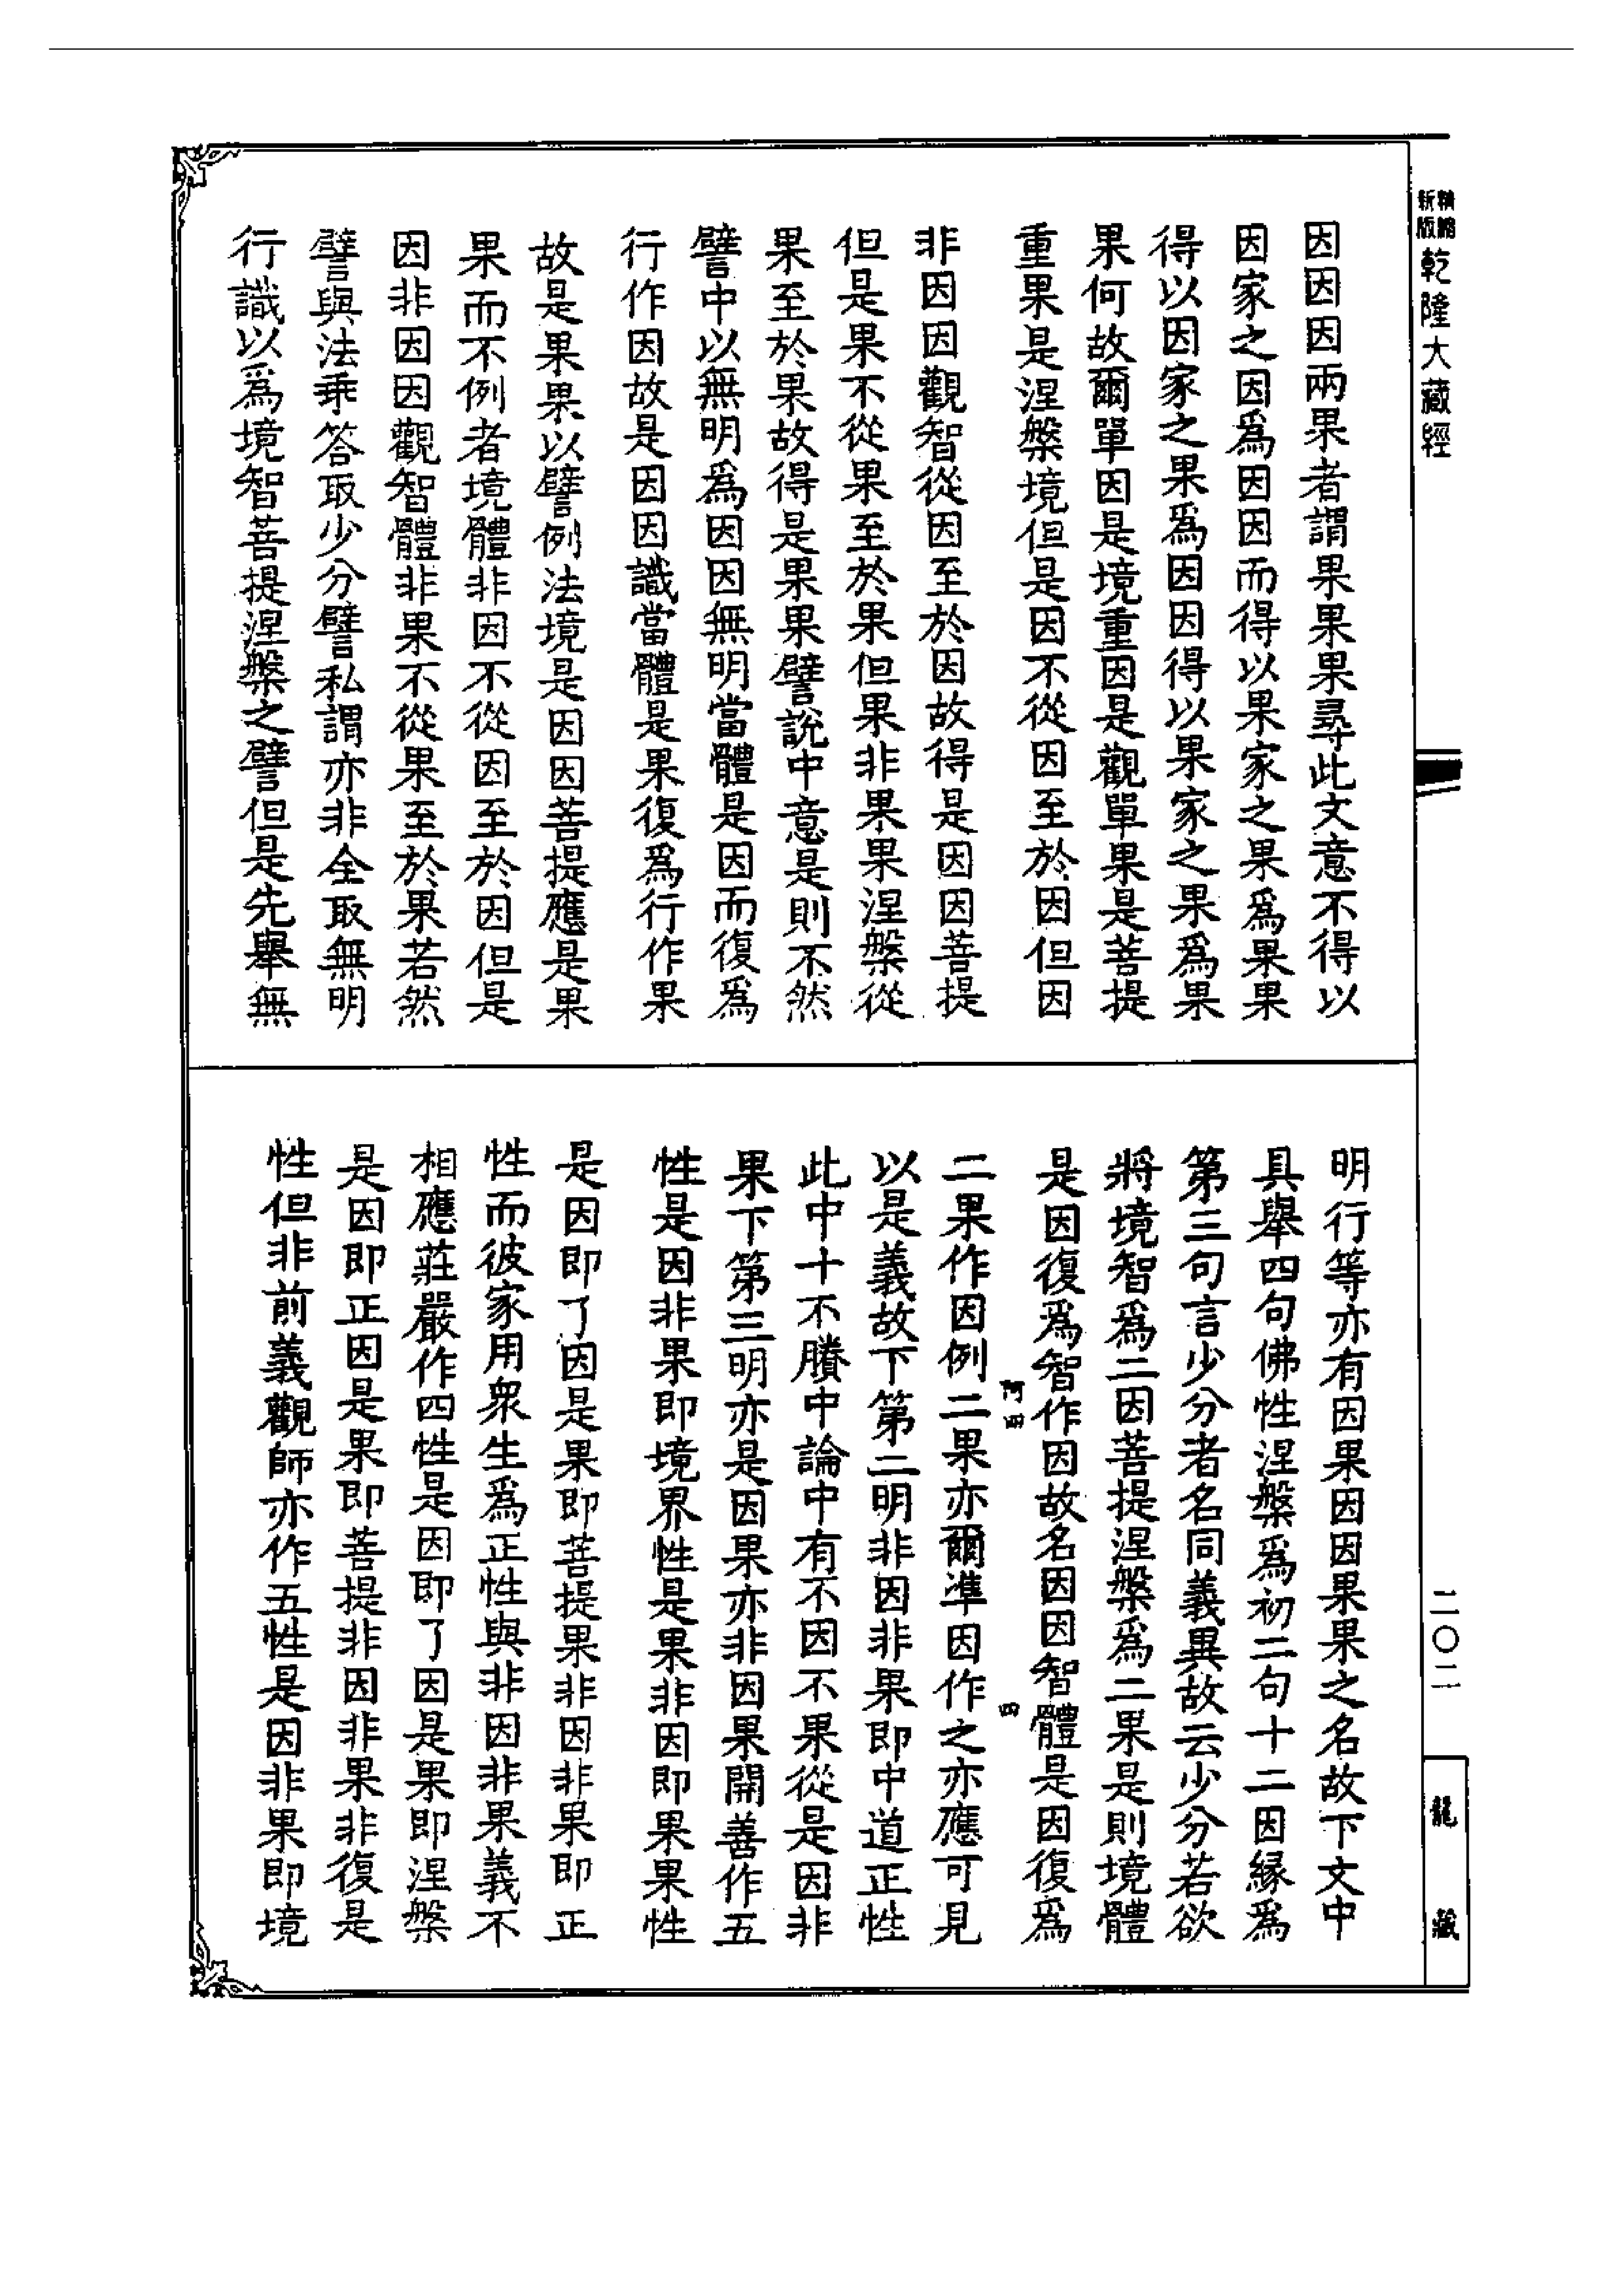 精縮新版
乾隆大藏經
因因因兩果者謂果果果尋此文意不得以
因家之因爲因因而得以果家之果爲果果
得以因家之果爲因因得以果家之果爲果
果何故爾單因是境重因是觀單果是菩提
重果是涅槃境但是因不從因至於因但因
非因因觀智從因至於因故得是因因菩提
但是果不從果至於果但果非果果涅槃從
果至於果故得是果果譬說中意是則不然
譬中以無明爲因因無明當體是因而復爲
行作因故是因因識當體是果復爲行作果
故是果果以譬例法境是因因菩提應是果
果而不例者境體非因不從因至於因但是
因非因因觀智體非果不從果至於果若然
譬與法乖答取少分譬私謂亦非全取無明
行識以爲境智菩提涅槃之譬但是先舉無
明行等亦有因果因因果果之名故下文中
具舉四句佛性涅槃爲初二句十二因緣爲
第三句言少分者名同義異故云少分若欲
將境智爲二因菩提涅槃爲二果是則境體
是因復爲智作因故名因因智體是因復爲
阿四
四
二果作因例二果亦爾準因作之亦應可見
以是義故下第二明非因非果即中道正性
此中十不賸中論中有不因不果從是因非
果下第三明亦是因果亦非因果開善作五
性是因非果即境界性是果非因即果果性
是因即了因是果即菩提果非因非果即正
性而彼家用衆生爲正性與非因非果義不
相應莊嚴作四性是因即了因是果即涅槃
是因即正因是果即菩提非因非果非復是
性但非前義觀師亦作五性是因非果即境
二〇二
龍藏